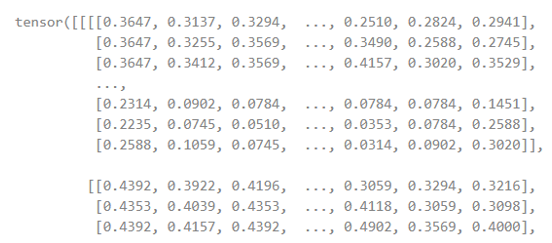 tensor([[[[0.3647, 0.3137, 0.3294,  ..., 0.2510, 0.2824, 0.2941],
          [0.3647, 0.3255, 0.3569,  ..., 0.3490, 0.2588, 0.2745],
          [0.3647, 0.3412, 0.3569,  ..., 0.4157, 0.3020, 0.3529],
          ...,
          [0.2314, 0.0902, 0.0784,  ..., 0.0784, 0.0784, 0.1451],
          [0.2235, 0.0745, 0.0510,  ..., 0.0353, 0.0784, 0.2588],
          [0.2588, 0.1059, 0.0745,  ..., 0.0314, 0.0902, 0.3020]],
         [[0.4392, 0.3922, 0.4196,  ..., 0.3059, 0.3294, 0.3216],
          [0.4353, 0.4039, 0.4353,  ..., 0.4118, 0.3059, 0.3098],
          [0.4392, 0.4157, 0.4392,  ..., 0.4902, 0.3569, 0.4000],